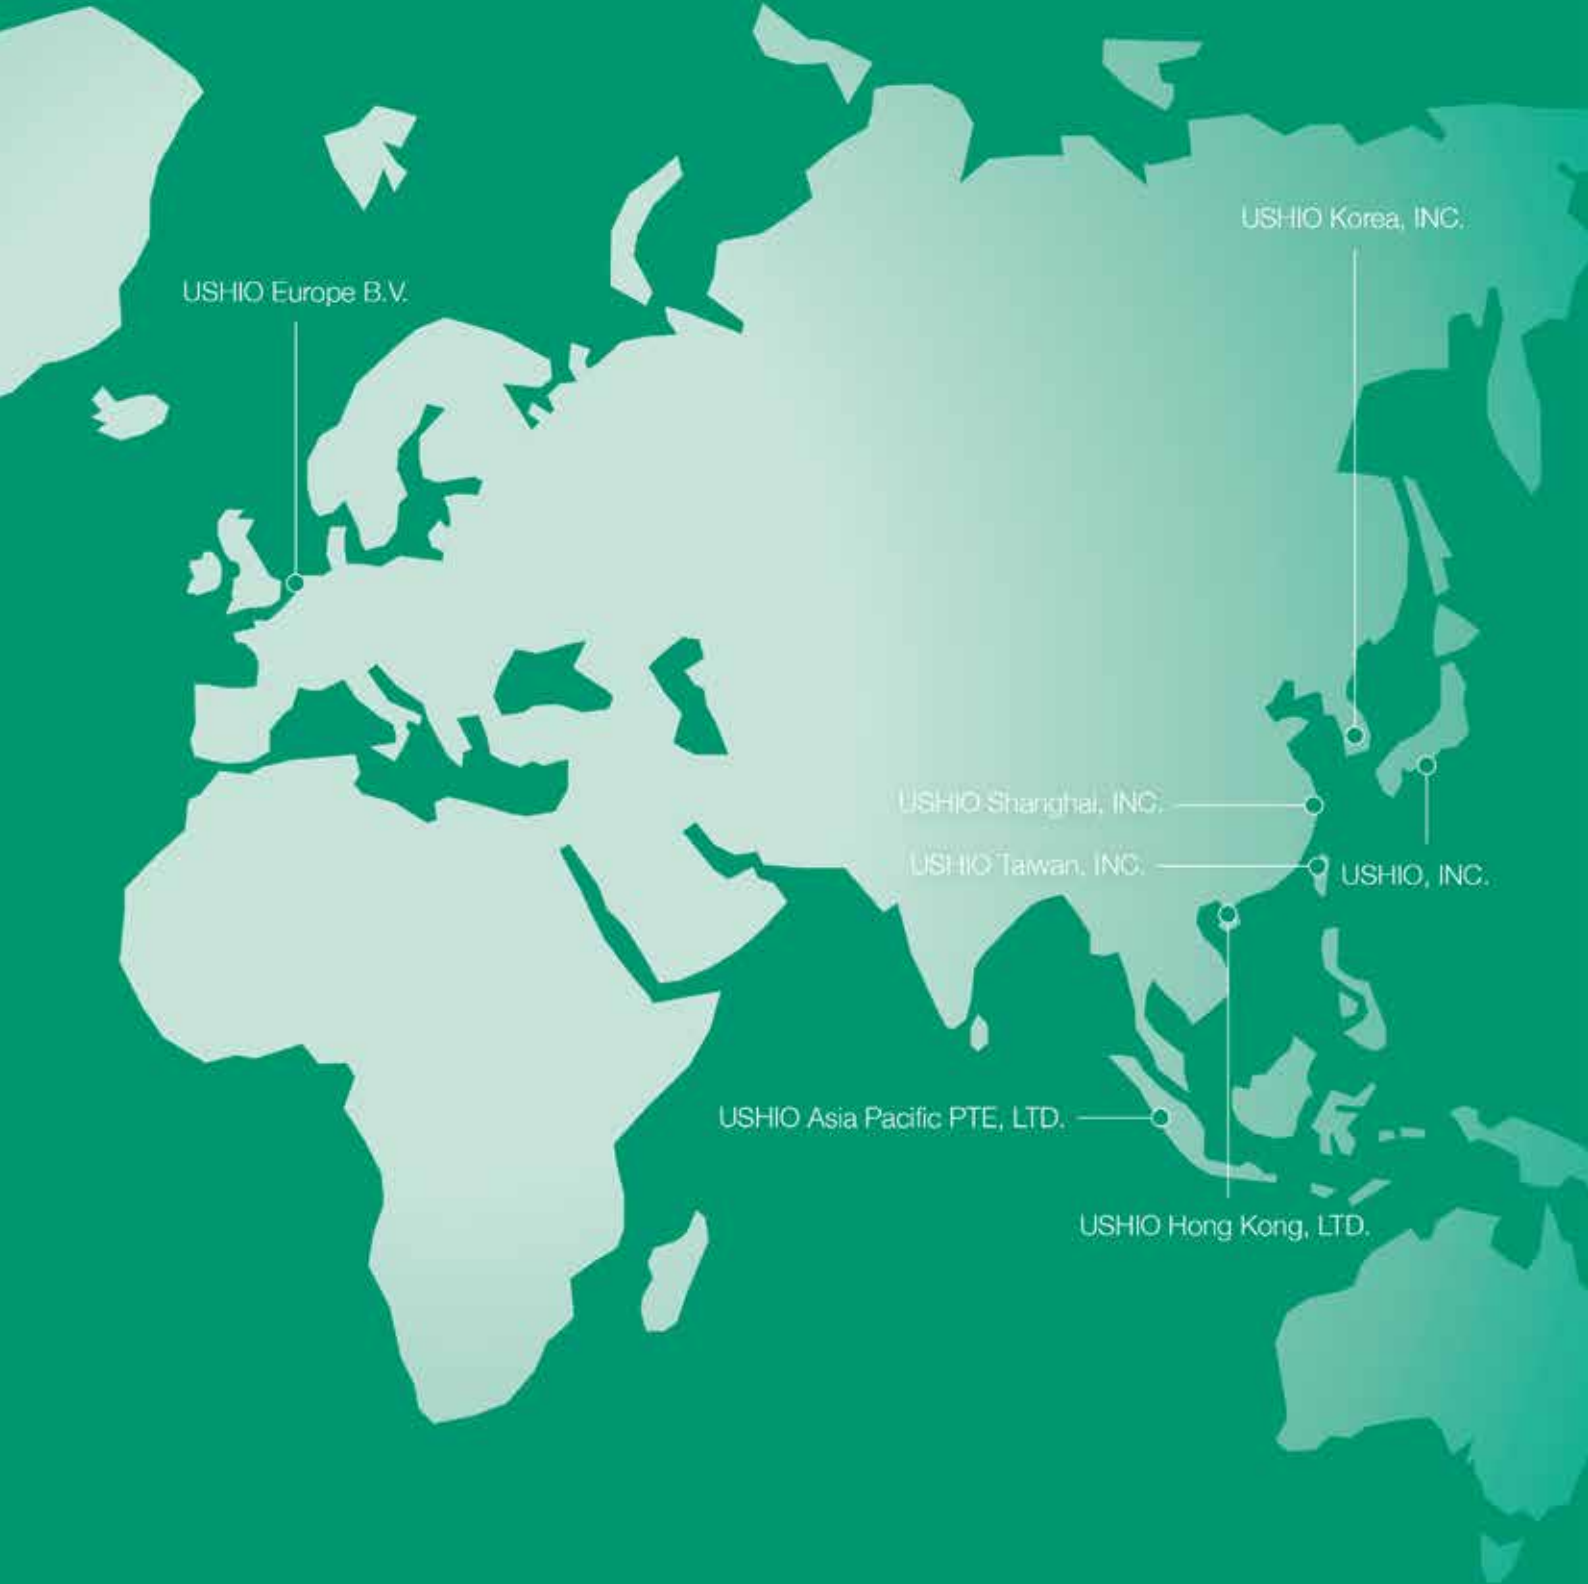 USHIO Korea, INC.
USHIO Europe B.V.
USHIO Shanghai, INC.
USHIO Taiwan, INC.
USHIO, INC.
USHIO Asia Pacific PTE, LTD.
USHIO Hong Kong, LTD.